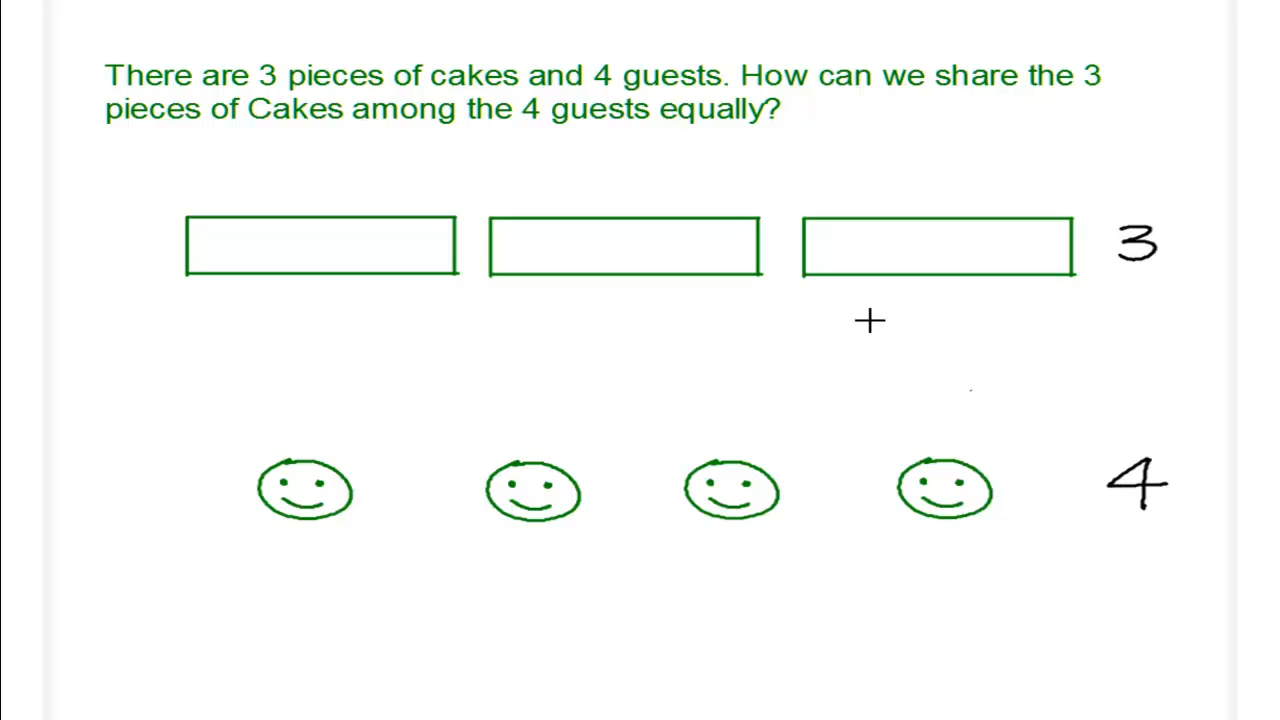 There are 3 pieces of cakes and 4 guests. How can we share the 3
pieces of Cakes among the 4 guests equally?
3
4